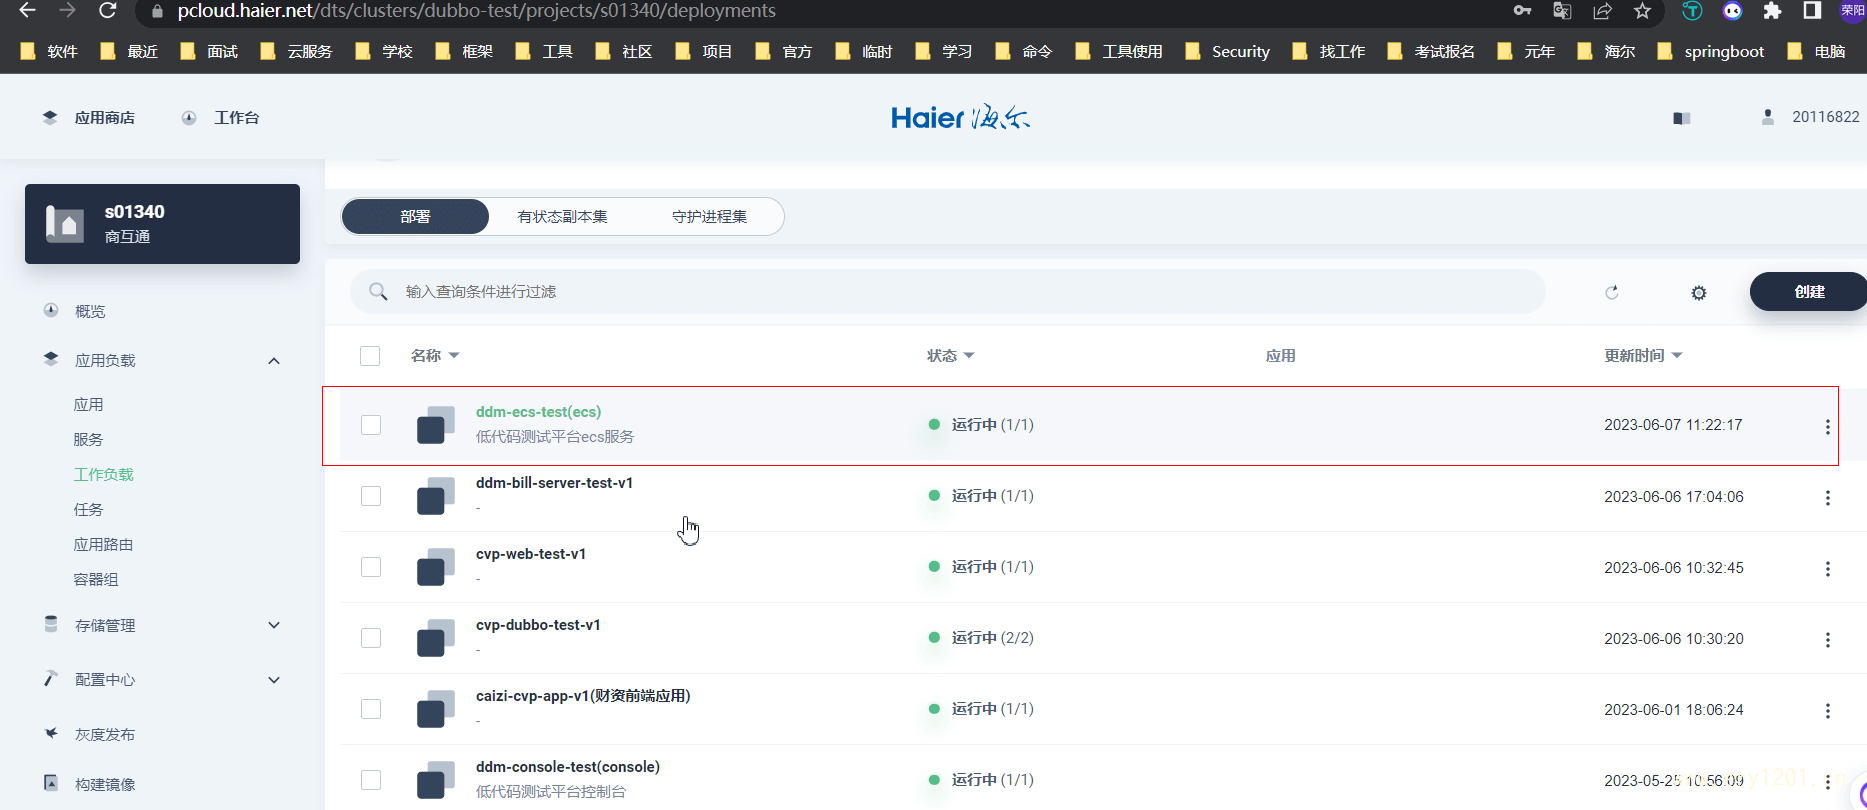 pcloud.haier.net/dts/clusters/dubbo-test/projects/s01340/deployments
荣阳
软件 最近 面试 云服务 学校 框架 工具 社区 项目 官方 临时 学习 命令 工具使用 Security 找工作 考试报名 元年 海尔 springboot 电脑
应用商店 工作台 Haier 海尔 20116822
s01340
商互通
部署 有状态副本集 守护进程集
输入查询条件进行过滤 创建
概览
应用负载
应用
服务
工作负载
任务
应用路由
容器组
存储管理
配置中心
灰度发布
构建镜像
名称 状态 应用 更新时间
ddm-ecs-test(ecs)
低代码测试平台ecs服务
运行中 (1/1) 2023-06-07 11:22:17
ddm-bill-server-test-v1
-
运行中 (1/1) 2023-06-06 17:04:06
cvp-web-test-v1
-
运行中 (1/1) 2023-06-06 10:32:45
cvp-dubbo-test-v1
-
运行中 (2/2) 2023-06-06 10:30:20
caizi-cvp-app-v1(财资前端应用)
-
运行中 (1/1) 2023-06-01 18:06:24
ddm-console-test(console)
低代码测试平台控制台
运行中 (1/1)